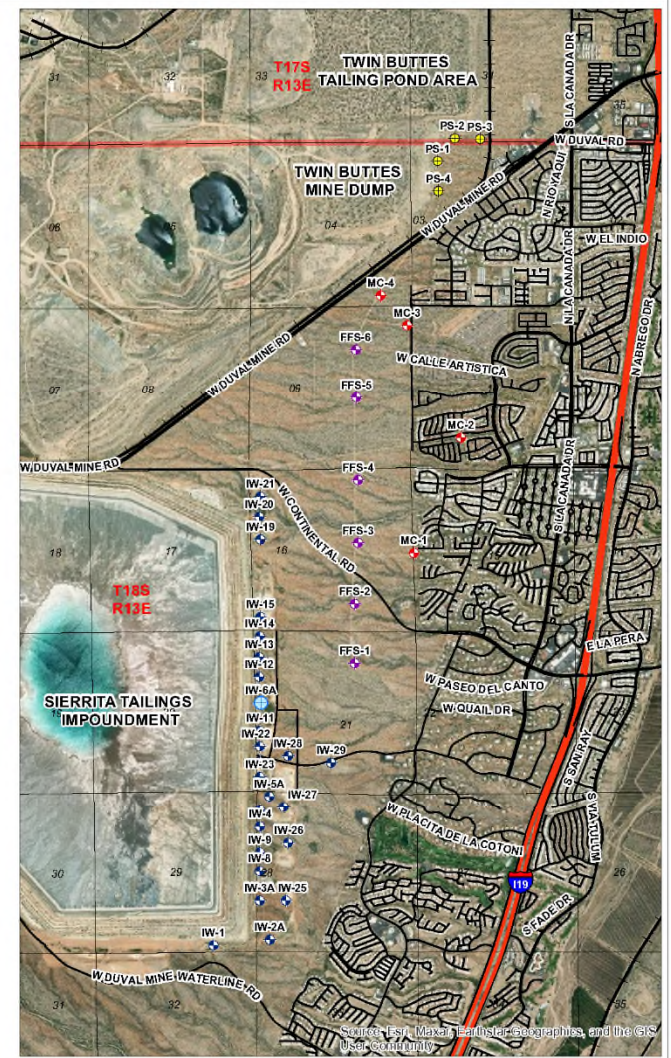 TWIN BUTTES
TAILING POND AREA
T17S
R13E
31
32
33
31
35
S LA CANADA DR
PS-2
PS-3
W DUVAL RD
PS-1
PS-4
TWIN BUTTES
MINE DUMP
N RIO YAQUI
W DUVAL MINE RD
06
05
04
03
W EL INDIO
N LA CANADA DR
N ABREGO DR
MC-4
MC-3
FFS-6
W CALLE ARTISTICA
W DUVAL MINE RD
07
08
09
FFS-5
MC-2
S LA CANADA DR
W DUVAL MINE RD
FFS-4
IW-21
IW-20
IW-19
W CONTINENTAL RD
FFS-3
MC-1
18
17
16
T18S
R13E
FFS-2
IW-15
IW-14
IW-13
IW-12
FFS-1
E LA PERA
W PASEO DEL CANTO
IW-6A
SIERRITA TAILINGS
IMPOUNDMENT
IW-11
W QUAIL DR
21
22
IW-22
IW-28
IW-29
IW-23
S SAN RAY
IW-5A
IW-27
IW-4
W PLACITA DE LA COTONI
S VIA TULUM
IW-26
IW-9
IW-8
30
29
28
27
26
I19
IW-3A
IW-25
S FADE DR
IW-1
IW-2A
W DUVAL MINE WATERLINE RD
31
32
33
34
35
Source: Esri, Maxar, Earthstar Geographics, and the GIS
User Community